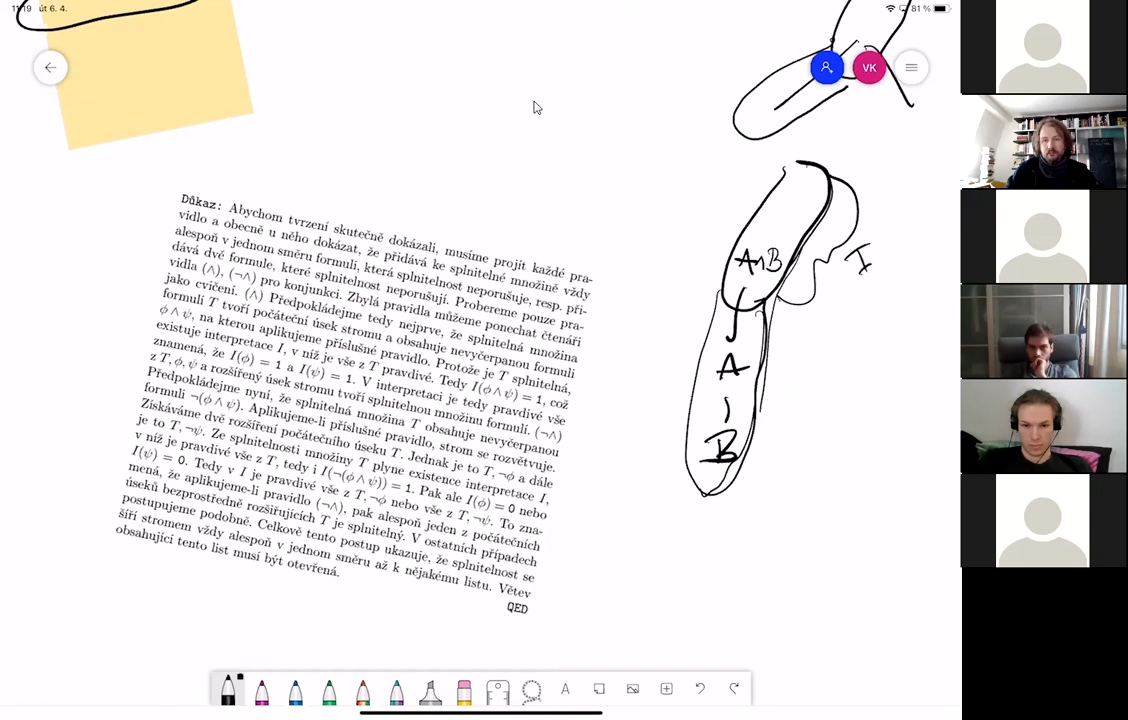 11:19 út 6. 4.
81 %
VK
Důkaz: Abychom tvrzení skutečně dokázali, musíme projít každé pra-
vidlo a obecně u něho dokázat, že přidává ke splnitelné množině vždy
alespoň v jednom směru formuli, která splnitelnost neporušuje, resp. při-
dává dvě formule, které splnitelnost neporušují. Probereme pouze pra-
vidla (∧), (¬∧) pro konjunkci. Zbylá pravidla můžeme ponechat čtenáři
jako cvičení. (∧) Předpokládejme tedy nejprve, že splnitelná množina
formulí T tvoří počáteční úsek stromu a obsahuje nevyčerpanou formuli
ϕ ∧ ψ, na kterou aplikujeme příslušné pravidlo. Protože je T splnitelná,
existuje interpretace I, v níž je vše z T pravdivé. Tedy I(ϕ ∧ ψ) = 1, což
znamená, že I(ϕ) = 1 a I(ψ) = 1. V interpretaci je tedy pravdivé vše
z T, ϕ, ψ a rozšířený úsek stromu tvoří splnitelnou množinu formulí. (¬∧)
Předpokládejme nyní, že splnitelná množina T obsahuje nevyčerpanou
formuli ¬(ϕ ∧ ψ). Aplikujeme-li příslušné pravidlo, strom se rozvětvuje.
Získáváme dvě rozšíření počátečního úseku T. Jednak je to T, ¬ϕ a dále
je to T, ¬ψ. Ze splnitelnosti množiny T plyne existence interpretace I,
v níž je pravdivé vše z T, tedy i I(¬(ϕ ∧ ψ)) = 1. Pak ale I(ϕ) = 0 nebo
I(ψ) = 0. Tedy v I je pravdivé vše z T, ¬ϕ nebo vše z T, ¬ψ. To zna-
mená, že aplikujeme-li pravidlo (¬∧), pak alespoň jeden z počátečních
úseků bezprostředně rozšiřujících T je splnitelný. V ostatních případech
postupujeme podobně. Celkově tento postup ukazuje, že splnitelnost se
šíří stromem vždy alespoň v jednom směru až k nějakému listu. Větev
obsahující tento list musí být otevřená.
QED
A∧B
I
A
B
A